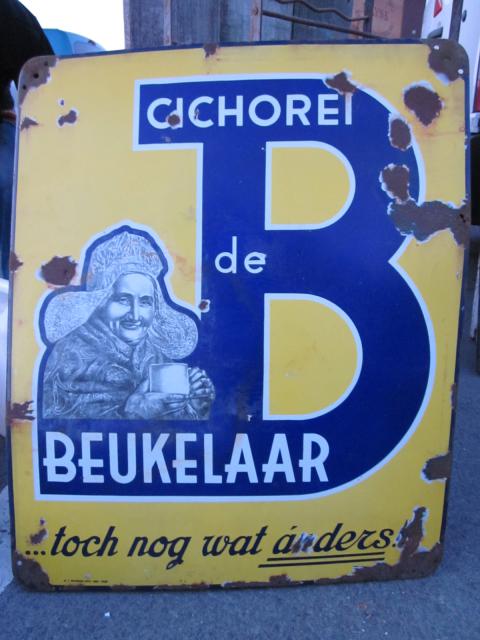 CICHOREI
B
de
BEUKELAAR
...toch nog wat ánders